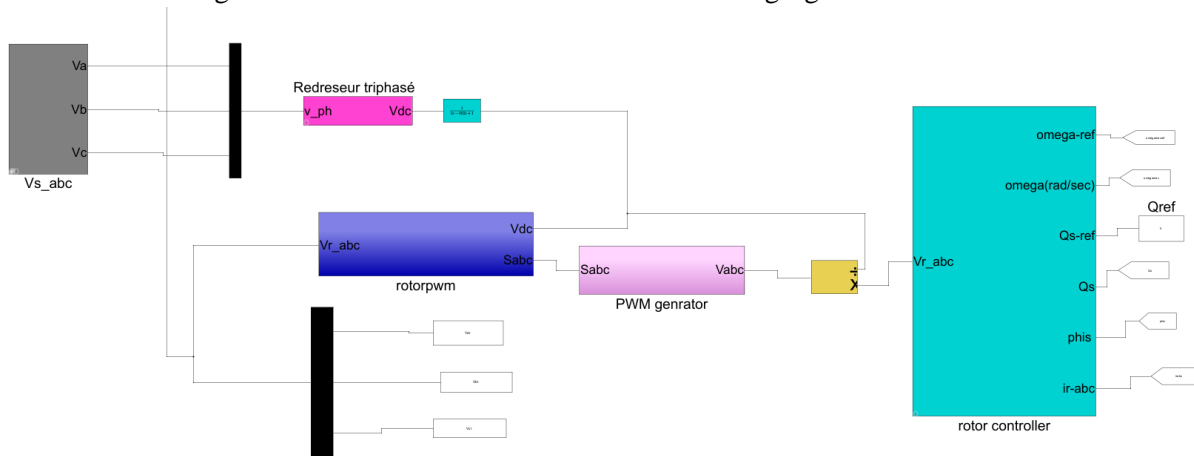 Va
Vb
Vc
Vs_abc
Redreseur triphasé
v_ph Vdc
Vr_abc
Vdc
Sabc
rotorpwm
Sabc Vabc
PWM genrator
÷
X
Vr_abc
omega-ref
omega(rad/sec)
Qs-ref
Qs
phis
ir-abc
rotor controller
Qref